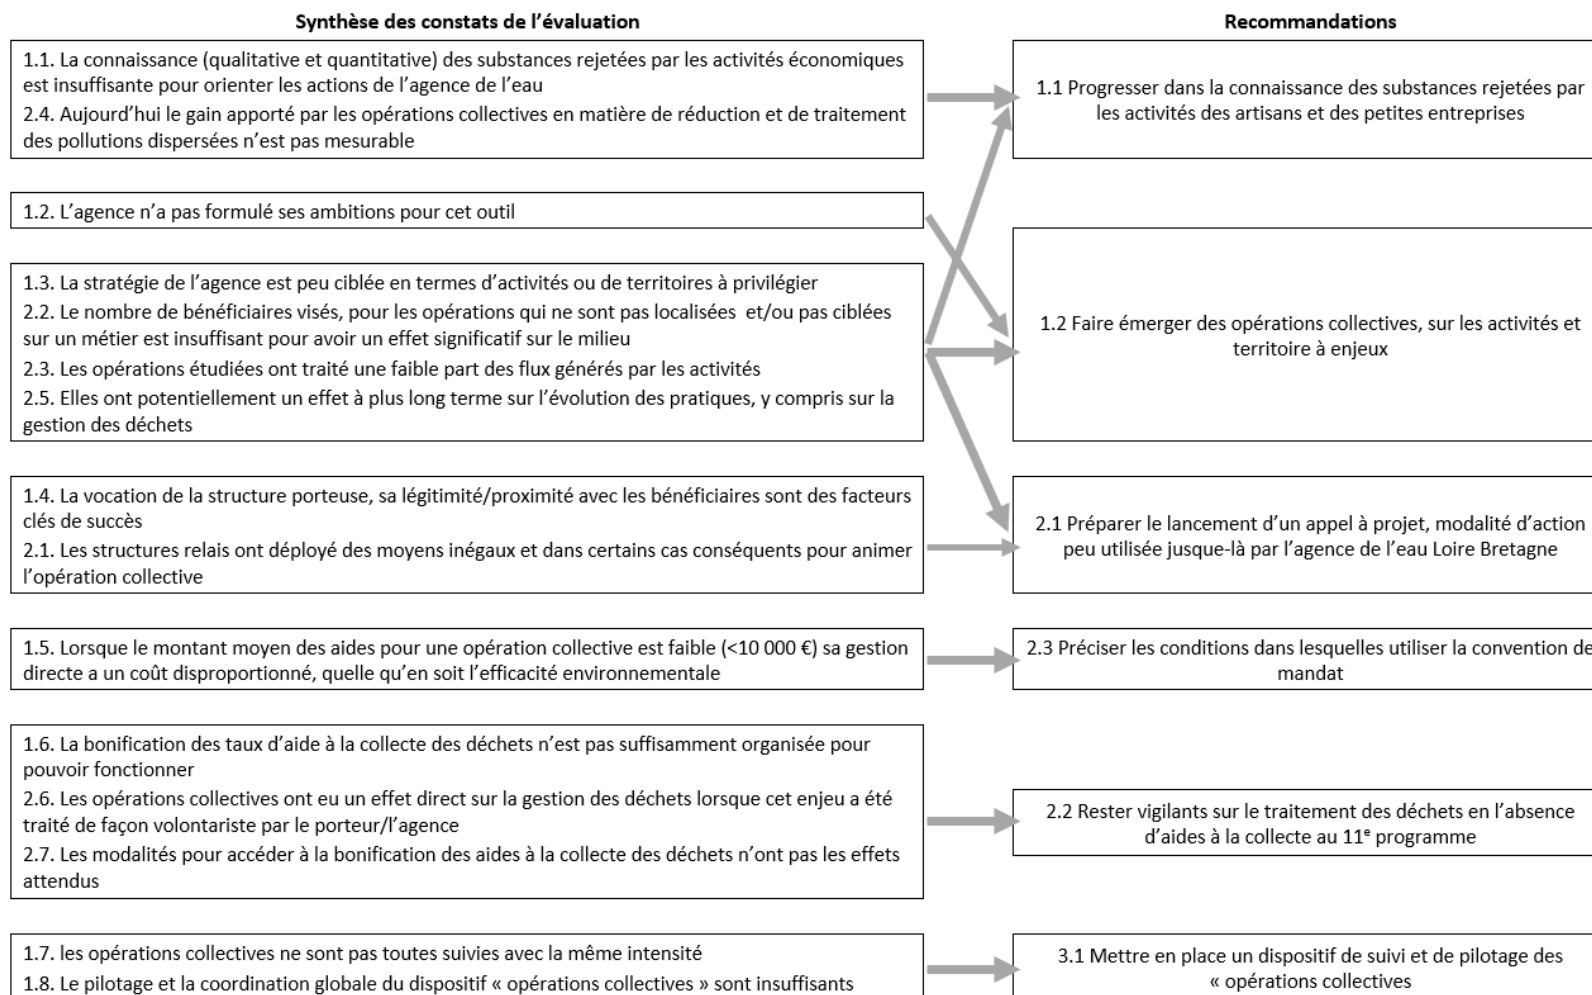 Synthèse des constats de l’évaluation
Recommandations
1.1. La connaissance (qualitative et quantitative) des substances rejetées par les activités économiques
est insuffisante pour orienter les actions de l’agence de l’eau
2.4. Aujourd’hui le gain apporté par les opérations collectives en matière de réduction et de traitement
des pollutions dispersées n’est pas mesurable
1.1 Progresser dans la connaissance des substances rejetées par
les activités des artisans et des petites entreprises
1.2. L’agence n’a pas formulé ses ambitions pour cet outil
1.3. La stratégie de l’agence est peu ciblée en termes d’activités ou de territoires à privilégier
2.2. Le nombre de bénéficiaires visés, pour les opérations qui ne sont pas localisées et/ou pas ciblées
sur un métier est insuffisant pour avoir un effet significatif sur le milieu
2.3. Les opérations étudiées ont traité une faible part des flux générés par les activités
2.5. Elles ont potentiellement un effet à plus long terme sur l’évolution des pratiques, y compris sur la
gestion des déchets
1.2 Faire émerger des opérations collectives, sur les activités et
territoire à enjeux
1.4. La vocation de la structure porteuse, sa légitimité/proximité avec les bénéficiaires sont des facteurs
clés de succès
2.1. Les structures relais ont déployé des moyens inégaux et dans certains cas conséquents pour animer
l’opération collective
2.1 Préparer le lancement d’un appel à projet, modalité d’action
peu utilisée jusque-là par l’agence de l’eau Loire Bretagne
1.5. Lorsque le montant moyen des aides pour une opération collective est faible (<10 000 €) sa gestion
directe a un coût disproportionné, quelle qu’en soit l’efficacité environnementale
2.3 Préciser les conditions dans lesquelles utiliser la convention de
mandat
1.6. La bonification des taux d’aide à la collecte des déchets n’est pas suffisamment organisée pour
pouvoir fonctionner
2.6. Les opérations collectives ont eu un effet direct sur la gestion des déchets lorsque cet enjeu a été
traité de façon volontariste par le porteur/l’agence
2.7. Les modalités pour accéder à la bonification des aides à la collecte des déchets n’ont pas les effets
attendus
2.2 Rester vigilants sur le traitement des déchets en l’absence
d’aides à la collecte au 11e programme
1.7. les opérations collectives ne sont pas toutes suivies avec la même intensité
1.8. Le pilotage et la coordination globale du dispositif « opérations collectives » sont insuffisants
3.1 Mettre en place un dispositif de suivi et de pilotage des
« opérations collectives